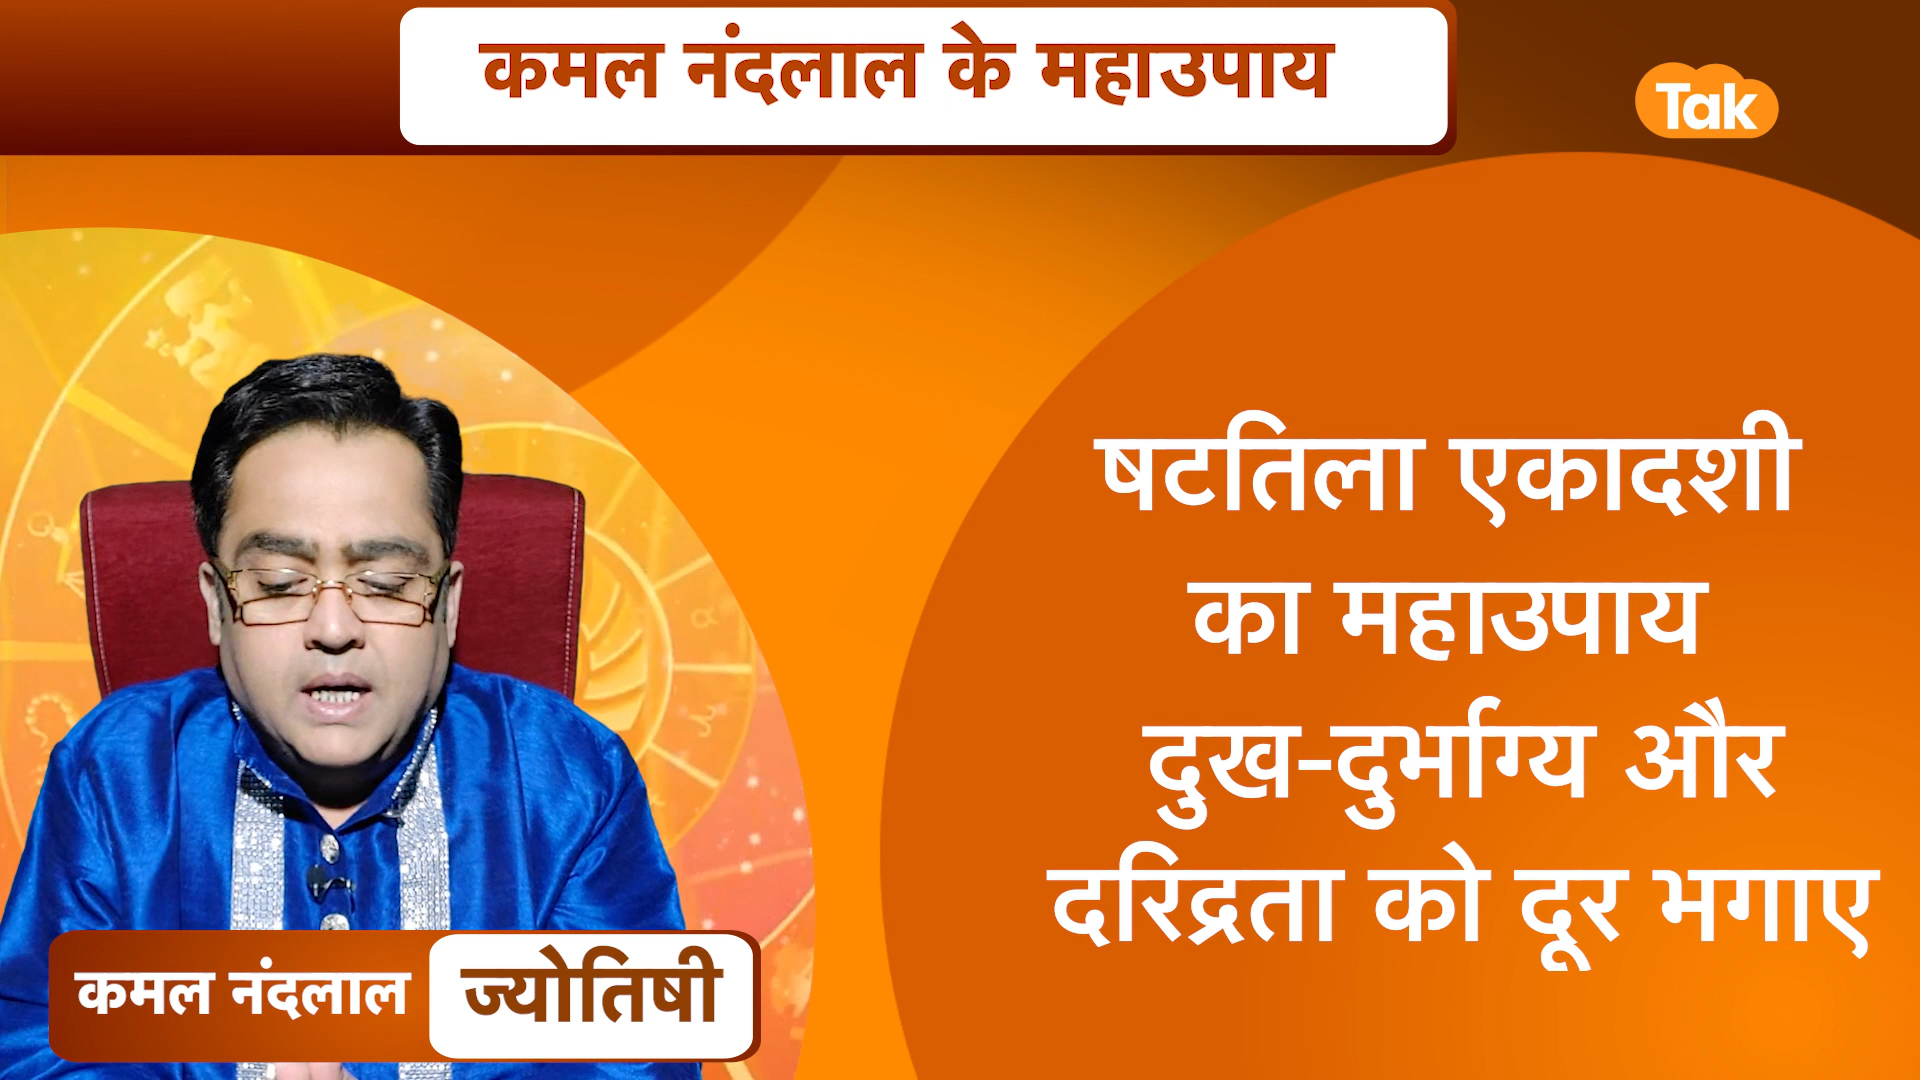 कमल नंदलाल के महाउपाय
Tak
षटतिला एकादशी
का महाउपाय
दुख-दुर्भाग्य और
दरिद्रता को दूर भगाए
कमल नंदलाल
ज्योतिषी